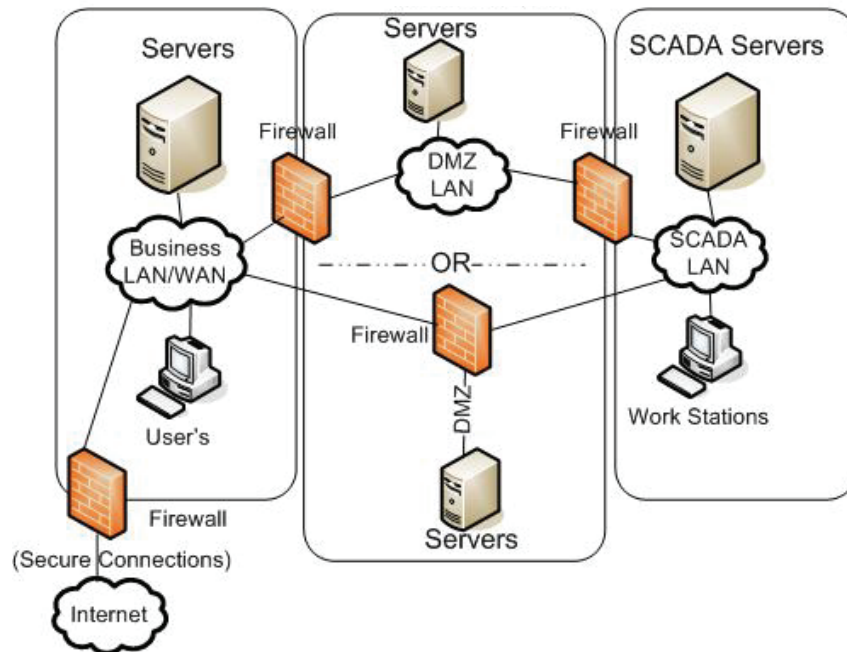 Servers
Servers
SCADA Servers
Firewall
Firewall
DMZ
LAN
Business
LAN/WAN
SCADA
LAN
OR
Firewall
DMZ
User's
Work Stations
Firewall
Servers
(Secure Connections)
Internet